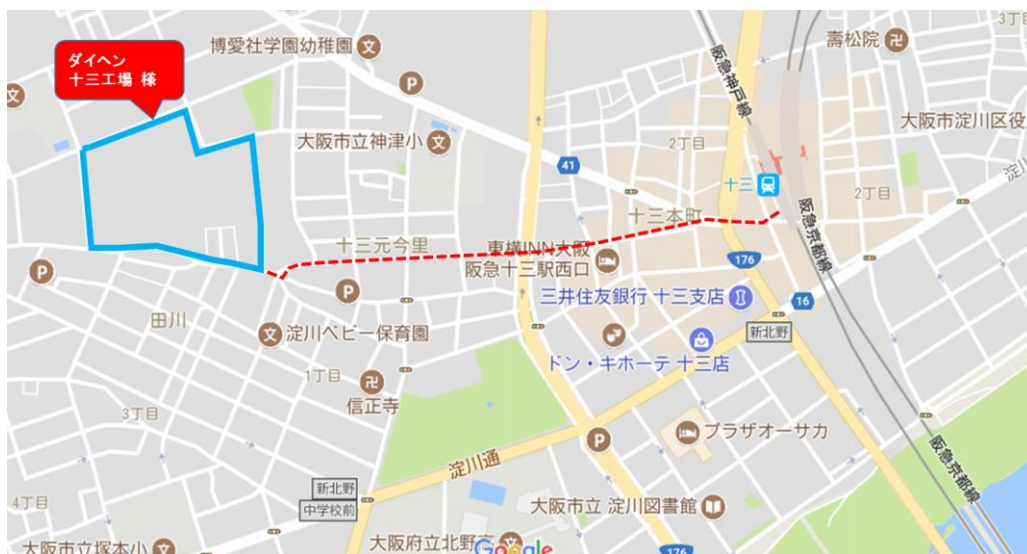 ダイヘン
十三工場 様
博愛社学園幼稚園
大阪市立神津小
阪急神戸線
壽松院
3丁目
大阪市淀川区役
2丁目
41
十三
2丁目
十三本町
阪急京都線
十三元今里
東横INN大阪
阪急十三駅西口
176
三井住友銀行 十三支店
16
新北野
田川
淀川ベビー保育園
ドン・キホーテ 十三店
1丁目
信正寺
3丁目
プラザオーサカ
淀川通
新北野
中学校前
4丁目
大阪市立 淀川図書館
阪急京都線
大阪市立塚本小
大阪府立北野
Google
176